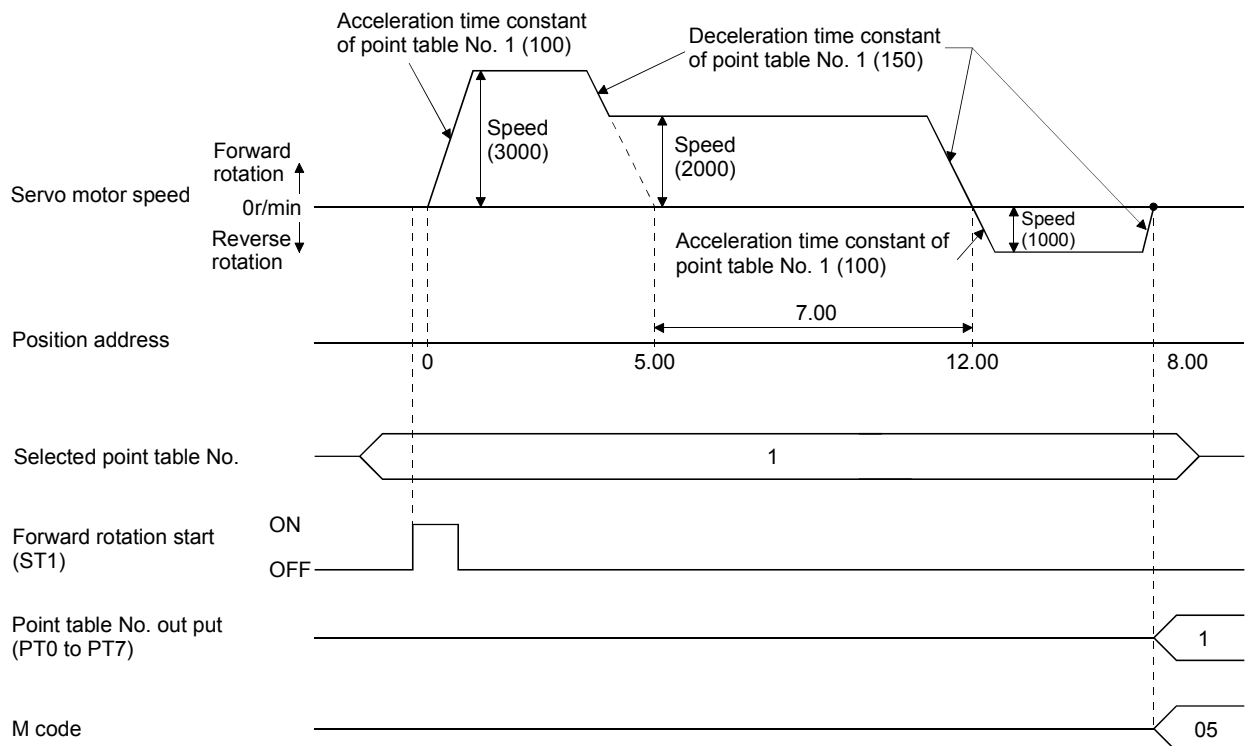 Acceleration time constant
of point table No. 1 (100)
Deceleration time constant
of point table No. 1 (150)
Speed
(3000)
Speed
(2000)
Forward
rotation
Servo motor speed
0r/min
Reverse
rotation
Acceleration time constant of
point table No. 1 (100)
Speed
(1000)
7.00
Position address
0
5.00
12.00
8.00
Selected point table No.
1
Forward rotation start
(ST1)
ON
OFF
Point table No. out put
(PT0 to PT7)
1
M code
05